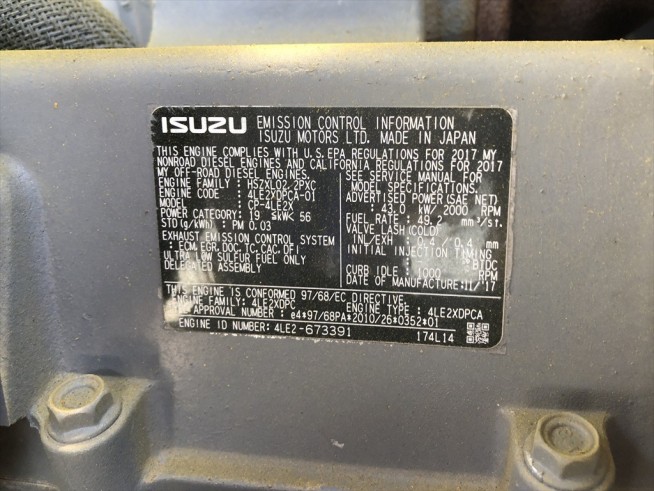 ISUZU EMISSION CONTROL INFORMATION
ISUZU MOTORS LTD. MADE IN JAPAN
THIS ENGINE COMPLIES WITH U.S. EPA REGULATIONS FOR 2017 MY
NONROAD DIESEL ENGINES AND CALIFORNIA REGULATIONS FOR 2017
MY OFF-ROAD DIESEL ENGINES.
ENGINE FAMILY : HSZXL02.2PXC
ENGINE CODE : 4LE2XDPCA-01
MODEL : CP-4LE2X
POWER CATEGORY : 19 ≤kW< 56
STD (g/kWh) : PM 0.03
EXHAUST EMISSION CONTROL SYSTEM
: ECM, EGR, DOC, TC, CAC, DFI
ULTRA LOW SULFUR FUEL ONLY
DELEGATED ASSEMBLY
SEE SERVICE MANUAL FOR
MODEL SPECIFICATIONS.
ADVERTISED POWER(SAE NET)
: 43.0 kW/ 2000 RPM
FUEL RATE : 49.2 mm³/st.
VALVE LASH (COLD)
INL/EXH : 0.4/ 0.4 mm
INITIAL INJECTION TIMING
: BTDC
CURB IDLE : 1000 RPM
DATE OF MANUFACTURE:11/'17
THIS ENGINE IS CONFORMED 97/68/EC DIRECTIVE.
ENGINE FAMILY: 4LE2XDPC ENGINE TYPE : 4LE2XDPCA
APPROVAL NUMBER : e4*97/68PA*2010/26*0352*01
ENGINE ID NUMBER: 4LE2-673391 174L14